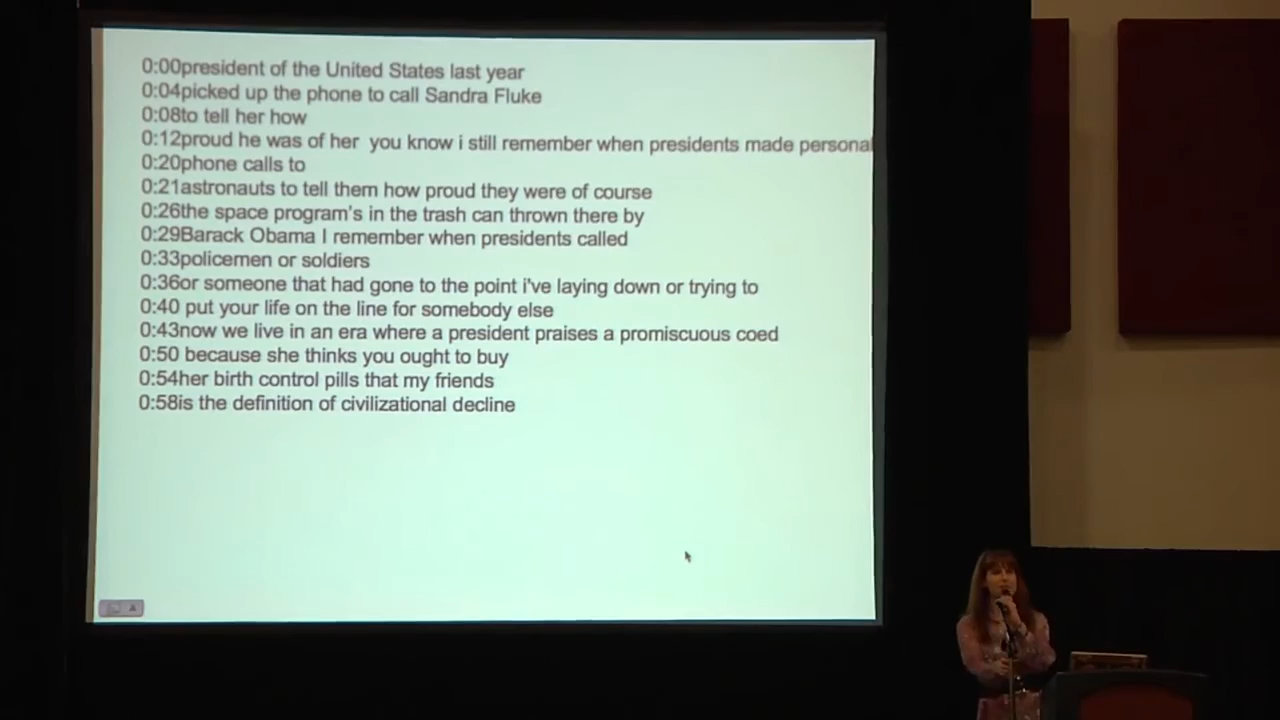 0:00president of the United States last year
0:04picked up the phone to call Sandra Fluke
0:08to tell her how
0:12proud he was of her  you know i still remember when presidents made personal
0:20phone calls to
0:21astronauts to tell them how proud they were of course
0:26the space program's in the trash can thrown there by
0:29Barack Obama I remember when presidents called
0:33policemen or soldiers
0:36or someone that had gone to the point i've laying down or trying to
0:40 put your life on the line for somebody else
0:43now we live in an era where a president praises a promiscuous coed
0:50 because she thinks you ought to buy
0:54her birth control pills that my friends
0:58is the definition of civilizational decline